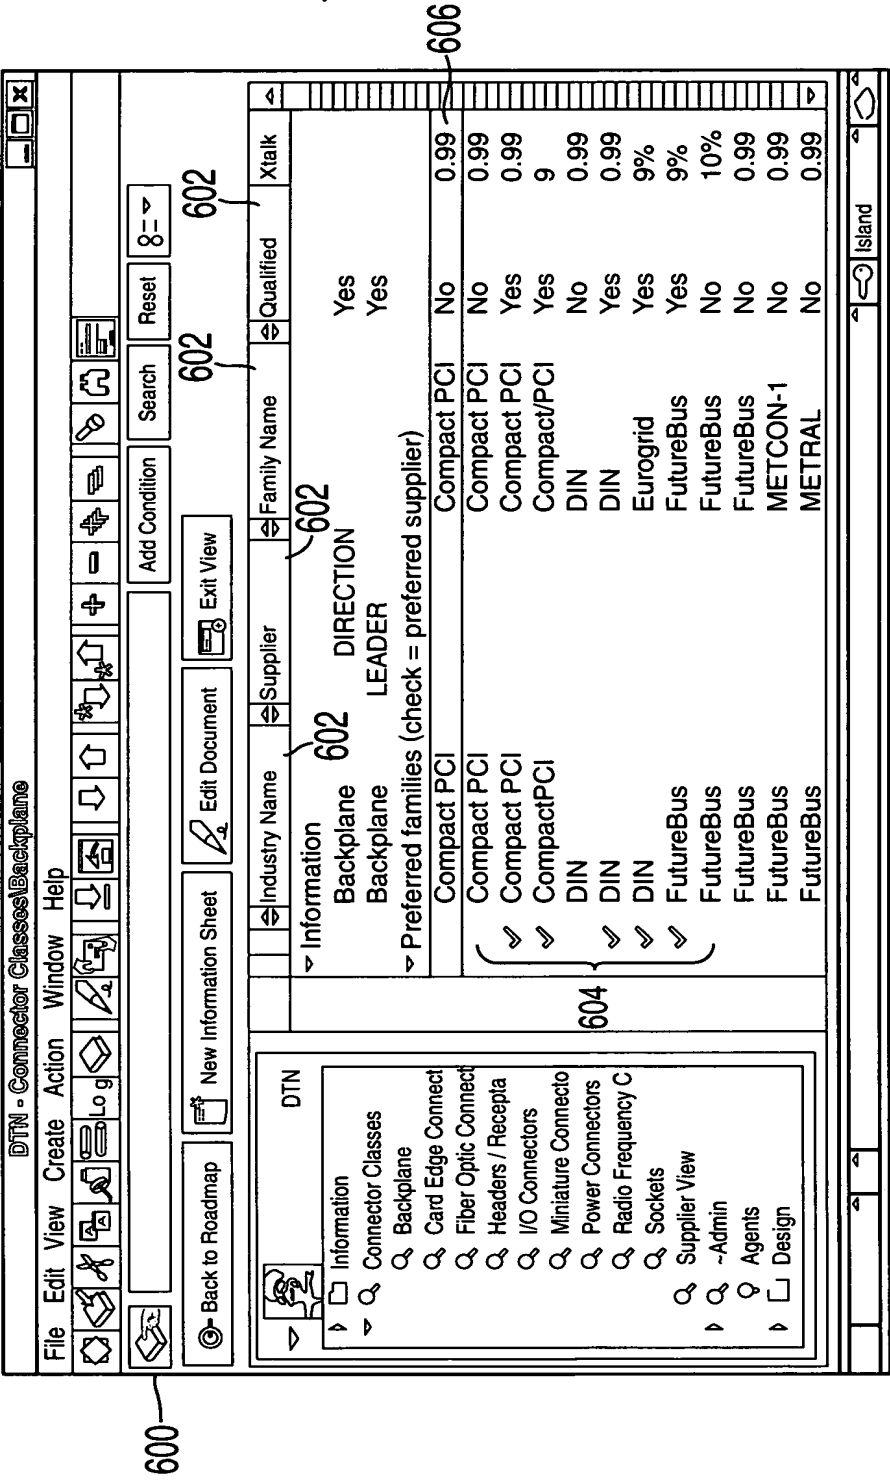 DTN - Connector Classes\Backplane
File Edit View Create Action Window Help
Log
Add Condition Search Reset
Back to Roadmap New Information Sheet Edit Document Exit View
600
602
602
602
602
604
606
DTN
Information
Connector Classes
Backplane
Card Edge Connect
Fiber Optic Connect
Headers / Recepta
I/O Connectors
Miniature Connecto
Power Connectors
Radio Frequency C
Sockets
Supplier View
~Admin
Agents
Design
Industry Name Supplier Family Name Qualified Xtalk
Information
Backplane DIRECTION Yes
Backplane LEADER Yes
Preferred families (check = preferred supplier)
Compact PCI Compact PCI No 0.99
Compact PCI Compact PCI No 0.99
Compact PCI Compact PCI Yes 0.99
CompactPCI Compact/PCI Yes 9
DIN DIN No 0.99
DIN DIN Yes 0.99
DIN Eurogrid Yes 9%
FutureBus FutureBus Yes 9%
FutureBus FutureBus No 10%
FutureBus FutureBus No 0.99
FutureBus METCON-1 No 0.99
FutureBus METRAL No 0.99
Island